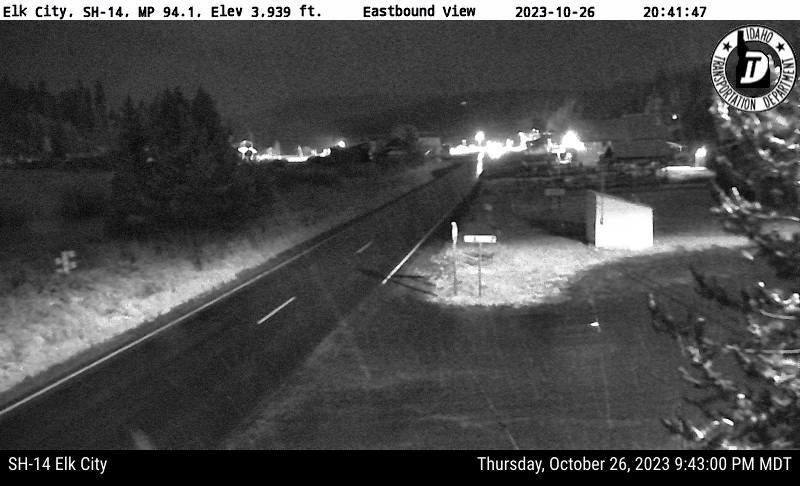 Elk City, SH-14, MP 94.1, Elev 3,939 ft. Eastbound View 2023-10-26 20:41:47
IDAHO
TRANSPORTATION DEPARTMENT
SH-14 Elk City Thursday, October 26, 2023 9:43:00 PM MDT